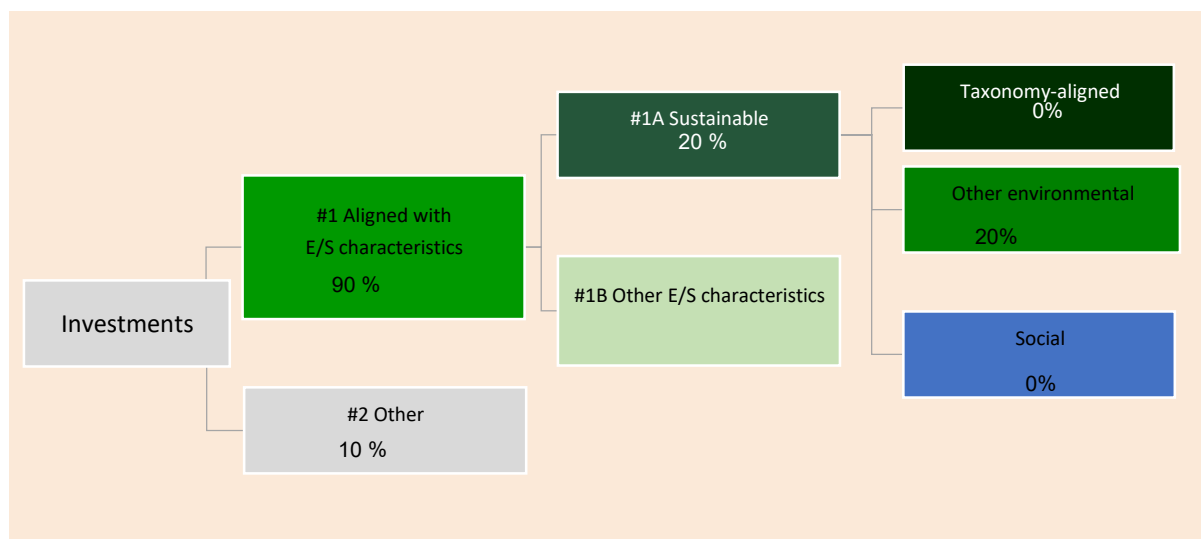 Investments
#1 Aligned with
E/S characteristics
90 %
#2 Other
10 %
#1A Sustainable
20 %
#1B Other E/S characteristics
Taxonomy-aligned
0%
Other environmental
20%
Social
0%